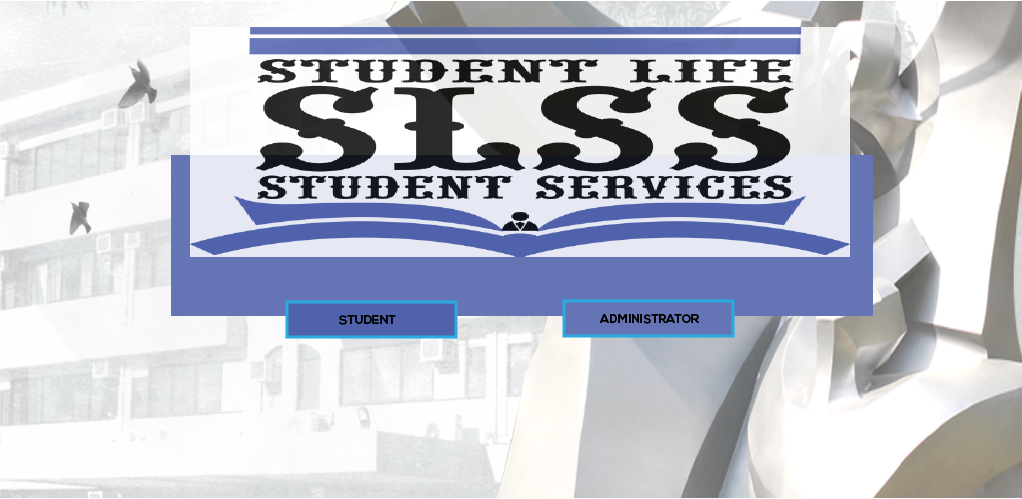 STUDENT LIFE
SLSS
STUDENT SERVICES
STUDENT
ADMINISTRATOR